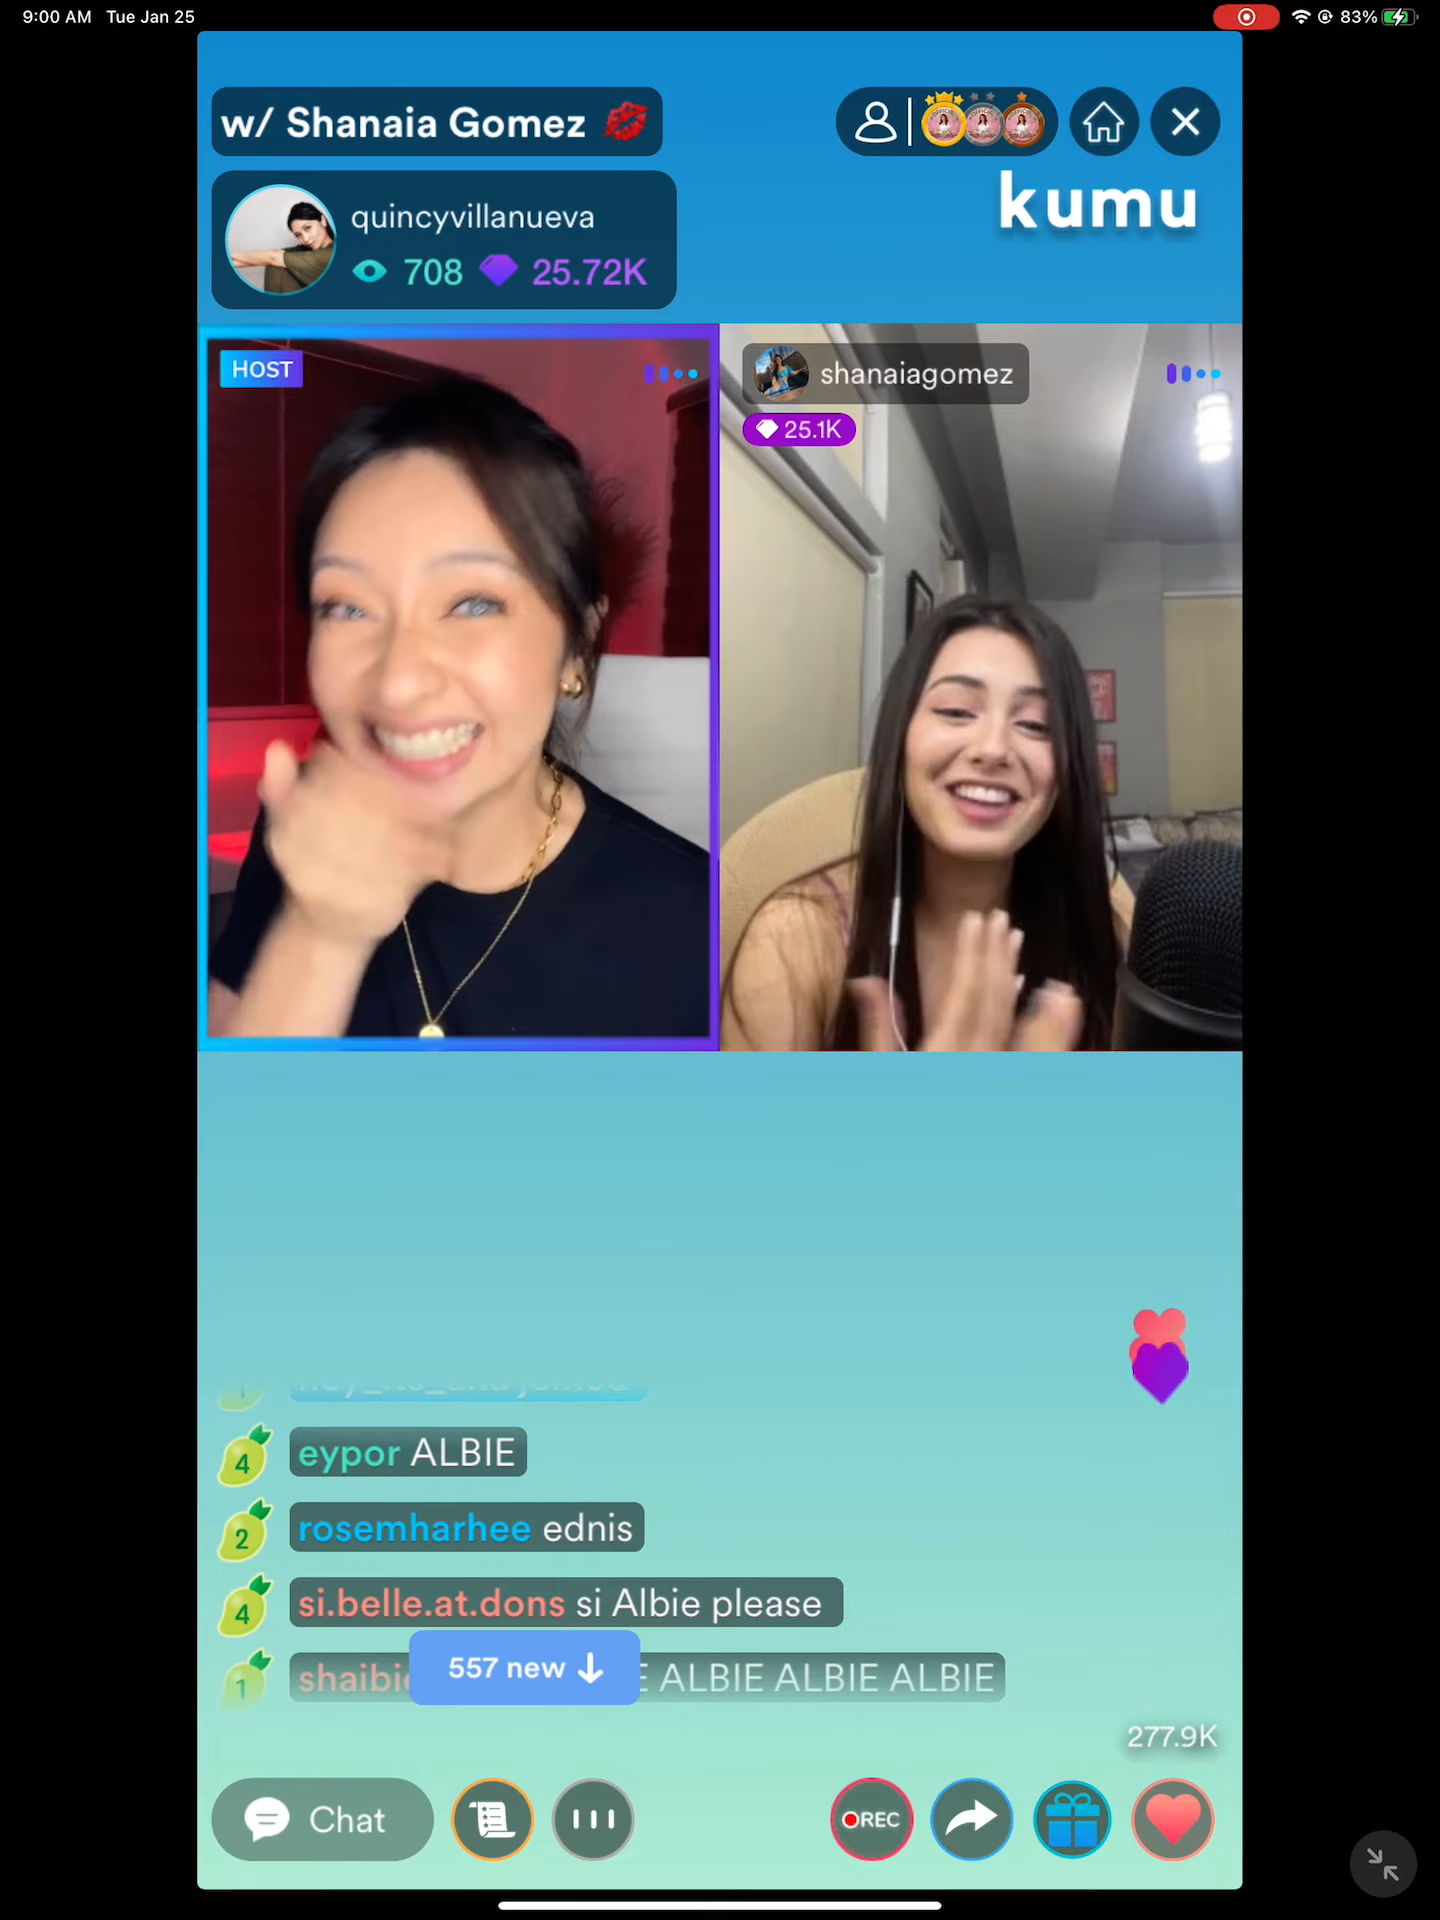 9:00 AM Tue Jan 25
83%
w/ Shanaia Gomez
kumu
quincyvillanueva
708 25.72K
HOST
shanaiagomez
25.1K
4 eypor ALBIE
2 rosemharhee ednis
4 si.belle.at.dons si Albie please
1 ALBIE ALBIE ALBIE
557 new
277.9K
Chat
REC